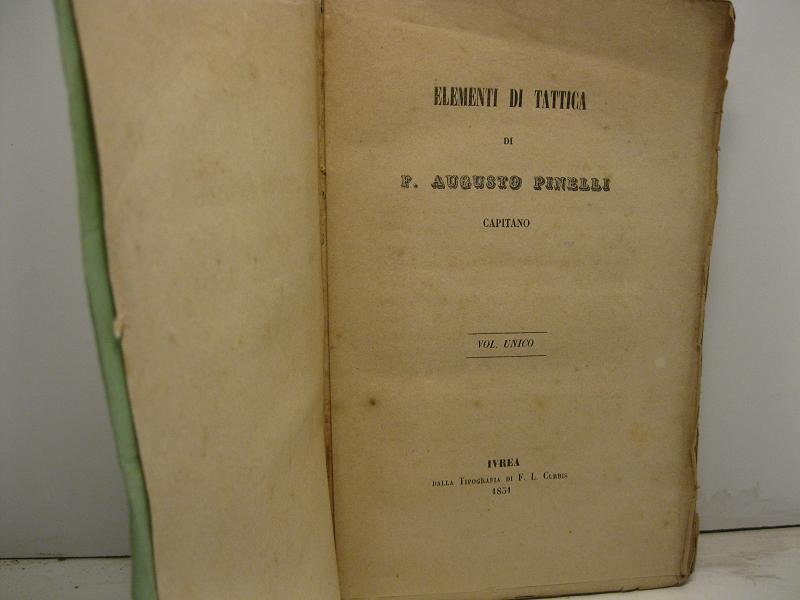 ELEMENTI DI TATTICA
DI
F. AUGUSTO PINELLI
CAPITANO
VOL. UNICO
IVREA
DALLA TIPOGRAFIA DI F. L. CURBIS
1851